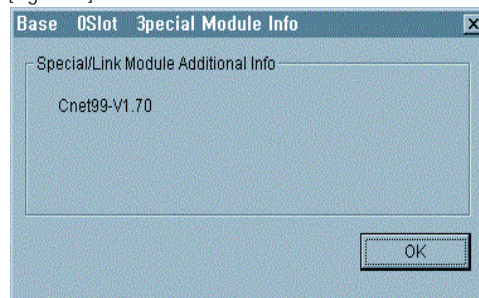 Base 0Slot 3pecial Module Info
Special/Link Module Additional Info
Cnet99-V1.70
OK